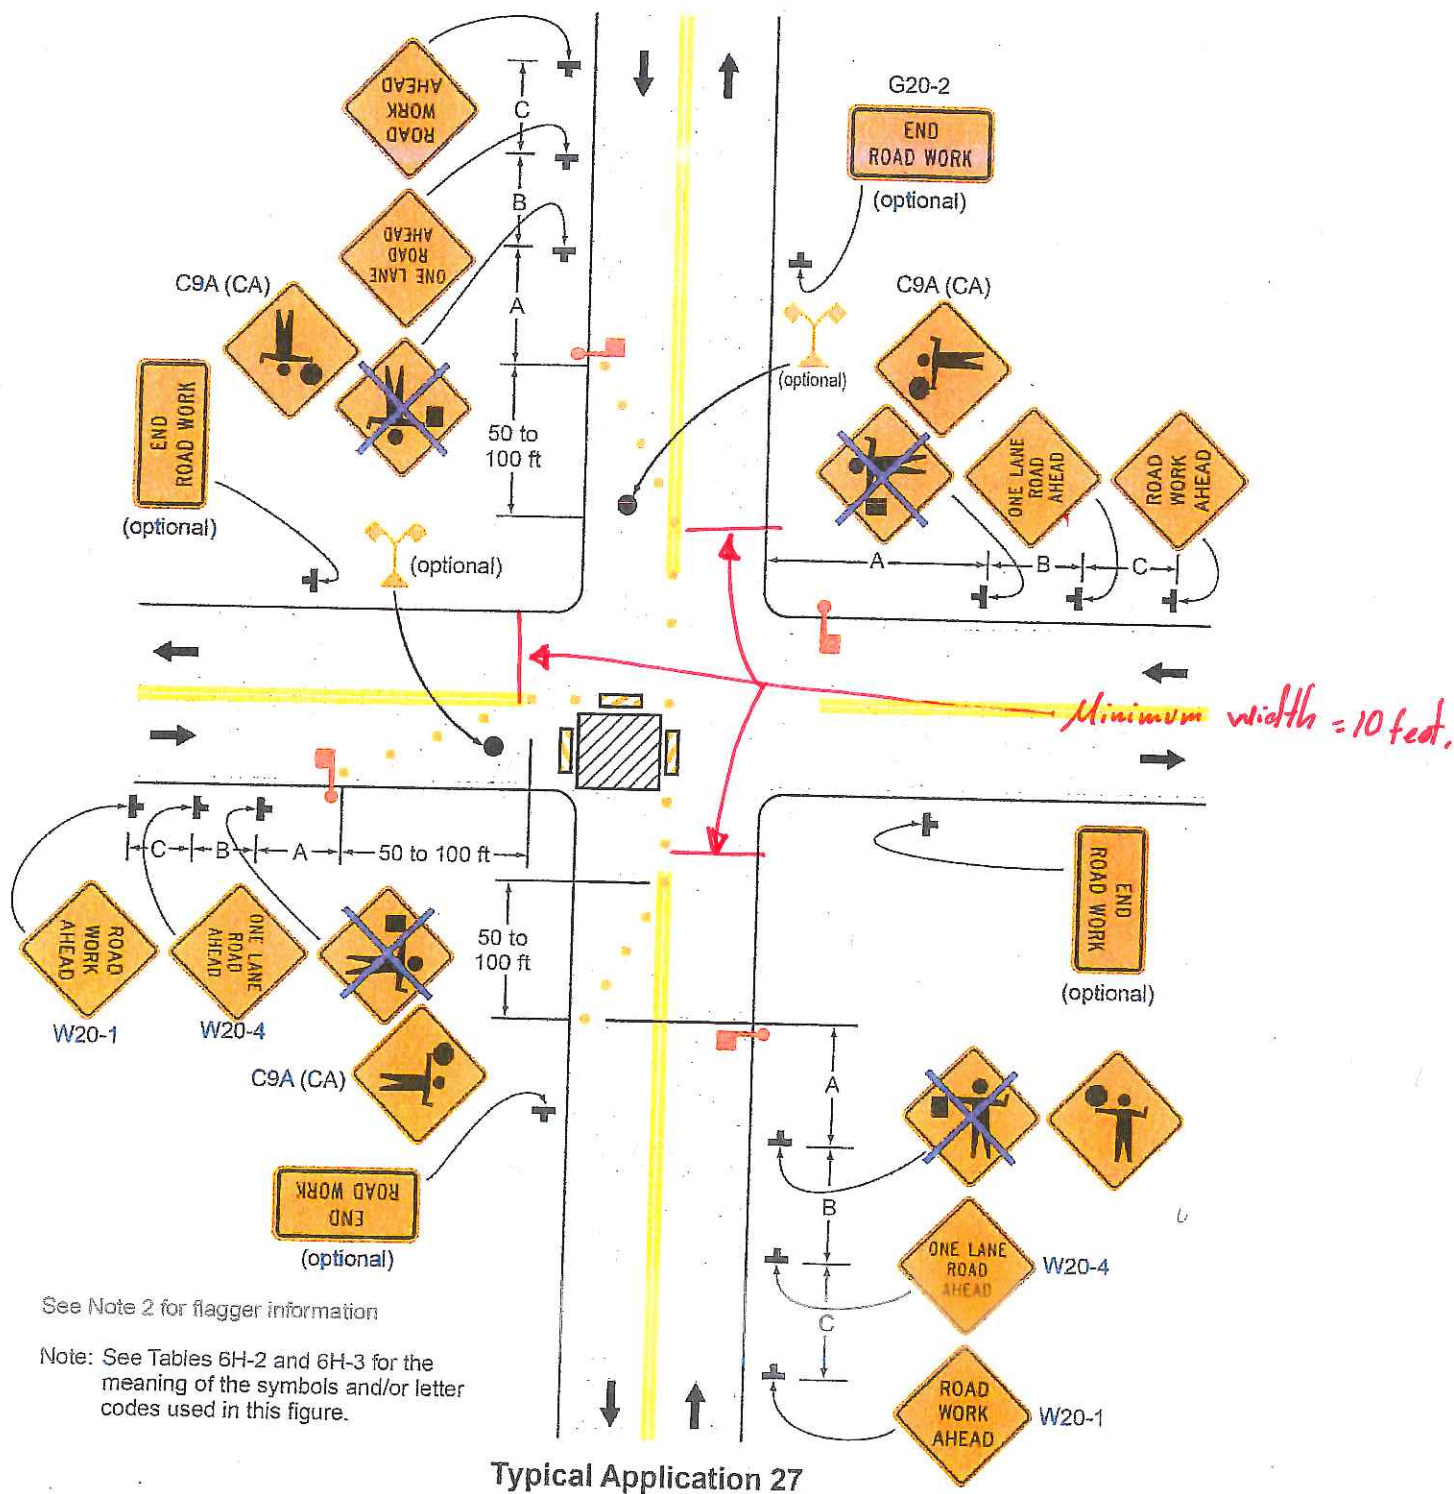 ROAD
WORK
AHEAD
C
G20-2
END
ROAD WORK
(optional)
B
ONE LANE
ROAD
AHEAD
A
C9A (CA)
END
ROAD WORK
(optional)
50 to
100 ft
(optional)
(optional)
C9A (CA)
ONE LANE
ROAD
AHEAD
ROAD
WORK
AHEAD
A
B
C
Minimum width = 10 feet.
C
B
A
50 to 100 ft
ROAD
WORK
AHEAD
W20-1
ONE LANE
ROAD
AHEAD
W20-4
C9A (CA)
50 to
100 ft
END
ROAD WORK
(optional)
END
ROAD WORK
(optional)
A
B
C
ONE LANE
ROAD
AHEAD
W20-4
ROAD
WORK
AHEAD
W20-1
See Note 2 for flagger information
Note: See Tables 6H-2 and 6H-3 for the
meaning of the symbols and/or letter
codes used in this figure.
Typical Application 27